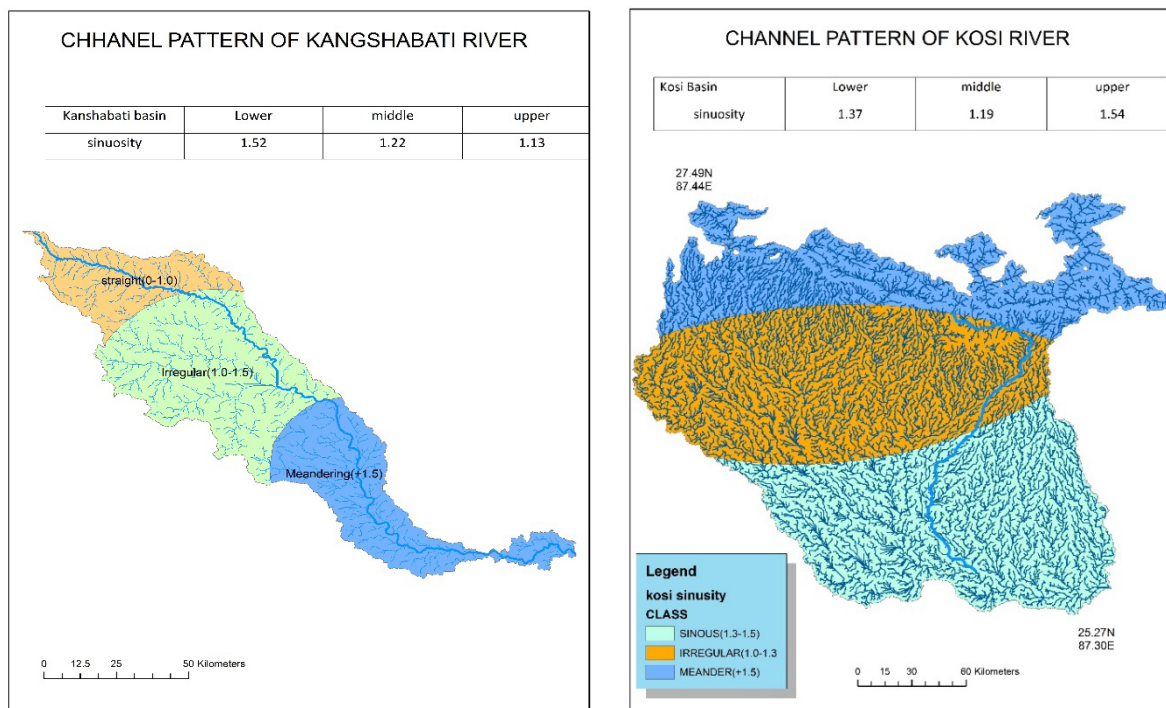 CHHANEL PATTERN OF KANGSHABATI RIVER
Kanshabati basin Lower middle upper
sinuosity 1.52 1.22 1.13
straight(0-1.0)
Irregular(1.0-1.5)
Meandering(+1.5)
0 12.5 25 50 Kilometers
CHANNEL PATTERN OF KOSI RIVER
Kosi Basin Lower middle upper
sinuosity 1.37 1.19 1.54
27.49N
87.44E
Legend
kosi sinusity
CLASS
SINOUS(1.3-1.5)
IRREGULAR(1.0-1.3
MEANDER(+1.5)
25.27N
87.30E
0 15 30 60 Kilometers